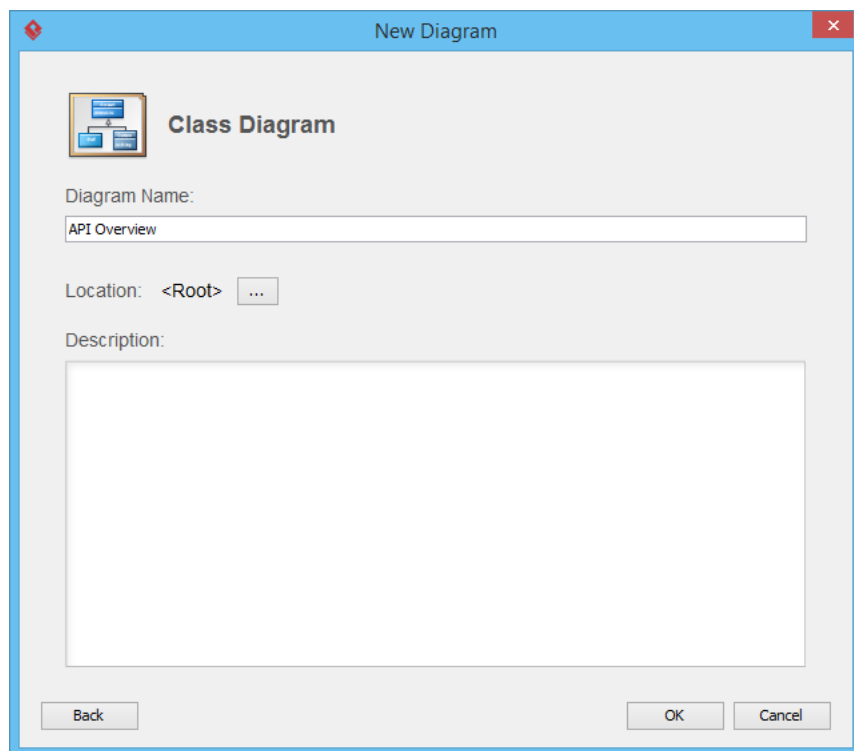 New Diagram
Class Diagram
Diagram Name:
API Overview
Location: <Root> ...
Description:
Back OK Cancel